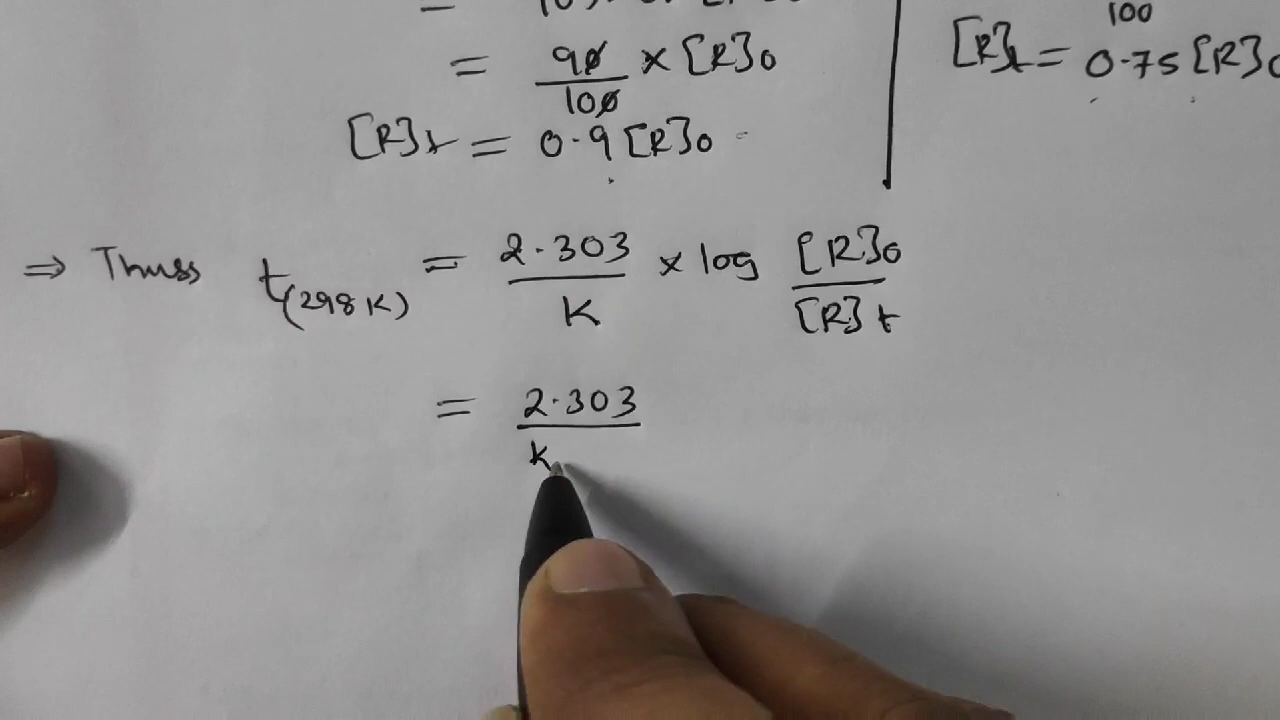 = 90/100 × [R]0
[R]t = 0.9 [R]0
100
[R]t = 0.75 [R]0
⇒ Thuss t(298 K) = 2.303/K × log [R]0/[R]t
= 2.303/K